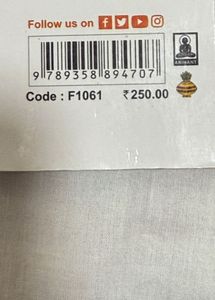 Follow us on
9 789358 894707
ARIHANT
Code : F1061 ₹250.00